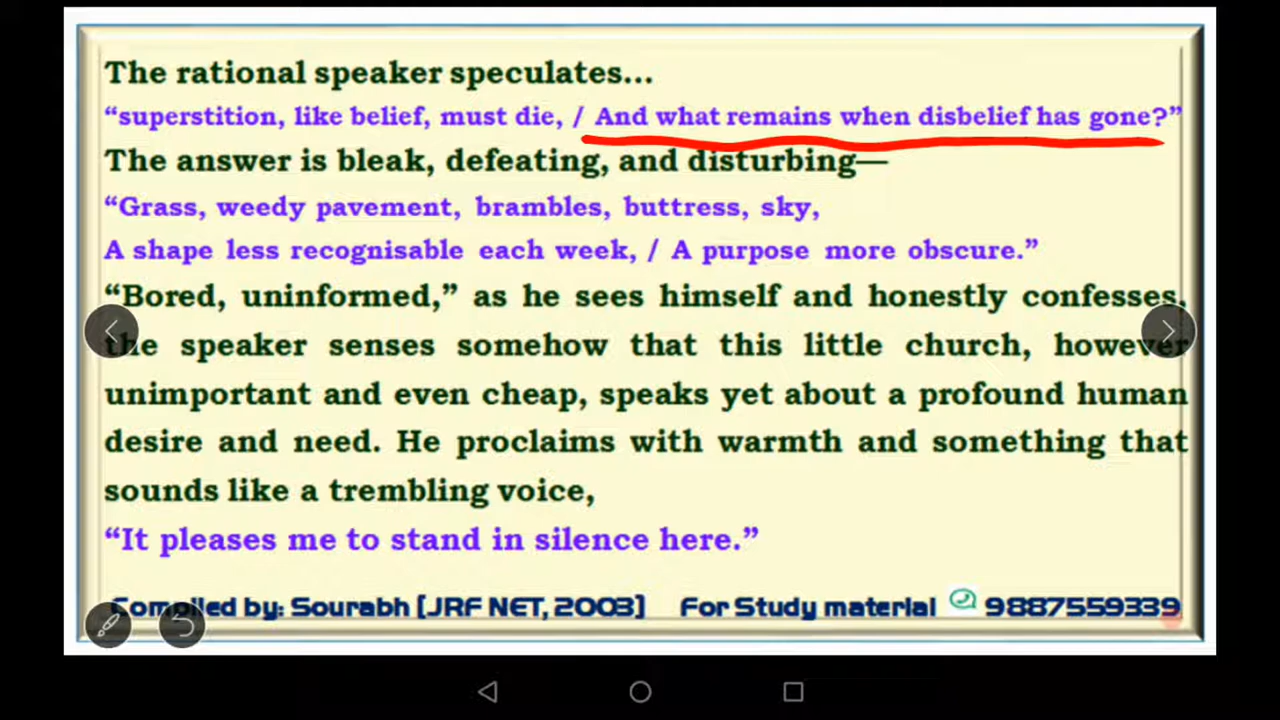 The rational speaker speculates...
“superstition, like belief, must die, / And what remains when disbelief has gone?”
The answer is bleak, defeating, and disturbing—
“Grass, weedy pavement, brambles, buttress, sky,
A shape less recognisable each week, / A purpose more obscure.”
“Bored, uninformed,” as he sees himself and honestly confesses,
the speaker senses somehow that this little church, however
unimportant and even cheap, speaks yet about a profound human
desire and need. He proclaims with warmth and something that
sounds like a trembling voice,
“It pleases me to stand in silence here.”
Compiled by: Sourabh [JRF NET, 2003] For Study material 9887559339